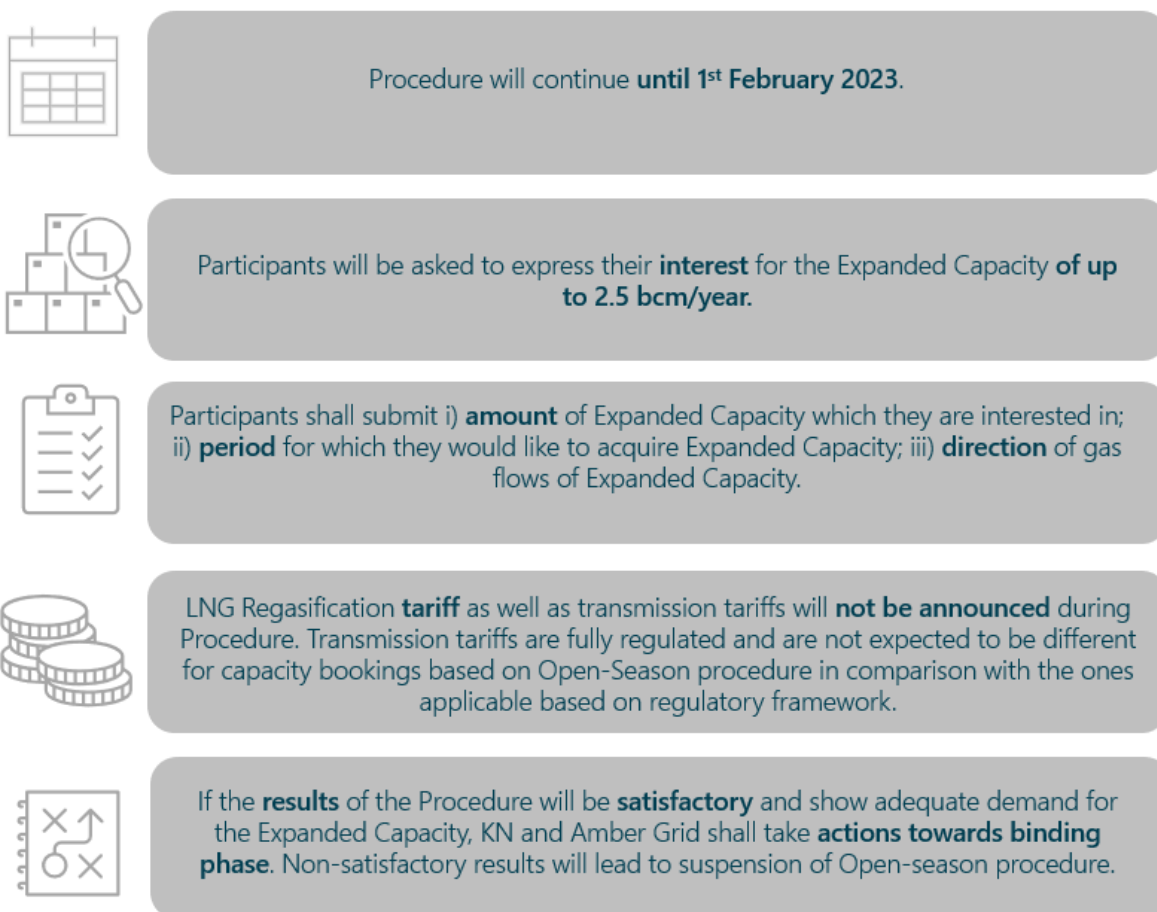 Procedure will continue until 1st February 2023.
Participants will be asked to express their interest for the Expanded Capacity of up
to 2.5 bcm/year.
Participants shall submit i) amount of Expanded Capacity which they are interested in;
ii) period for which they would like to acquire Expanded Capacity; iii) direction of gas
flows of Expanded Capacity.
LNG Regasification tariff as well as transmission tariffs will not be announced during
Procedure. Transmission tariffs are fully regulated and are not expected to be different
for capacity bookings based on Open-Season procedure in comparison with the ones
applicable based on regulatory framework.
If the results of the Procedure will be satisfactory and show adequate demand for
the Expanded Capacity, KN and Amber Grid shall take actions towards binding
phase. Non-satisfactory results will lead to suspension of Open-season procedure.